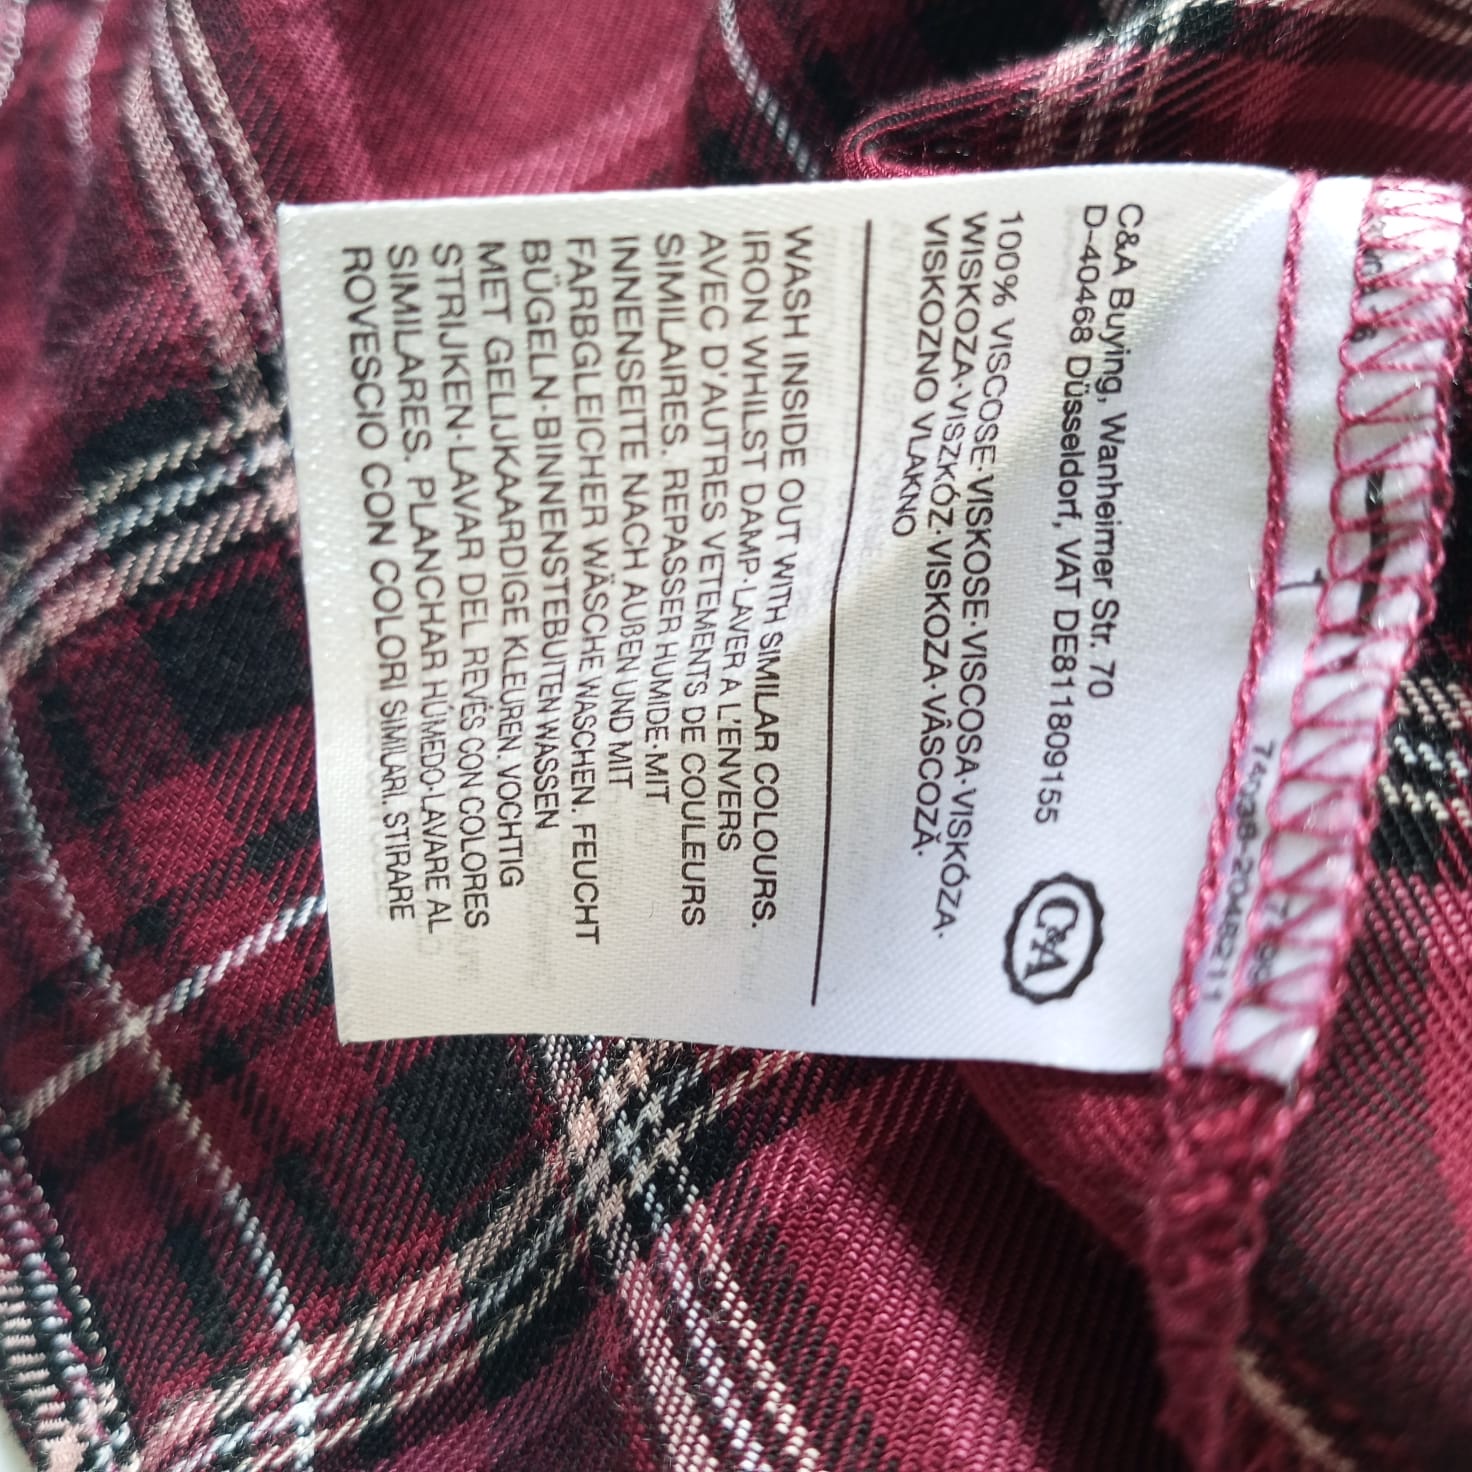 C&A Buying, Wanheimer Str. 70
D-40468 Düsseldorf, VAT DE811809155
C&A
100% VISCOSE·VISKOSE·VISCOSA·VISKÓZA·
WISKOZA·VISZKÓZ·VISKOZA·VÂSCOZĂ·
VISKOZNO VLAKNO
WASH INSIDE OUT WITH SIMILAR COLOURS.
IRON WHILST DAMP·LAVER A L'ENVERS
AVEC D'AUTRES VETEMENTS DE COULEURS
SIMILAIRES. REPASSER HUMIDE·MIT
INNENSEITE NACH AUßEN UND MIT
FARBGLEICHER WÄSCHE WASCHEN. FEUCHT
BÜGELN·BINNENSTEBUITEN WASSEN
MET GELIJKAARDIGE KLEUREN. VOCHTIG
STRIJKEN·LAVAR DEL REVÉS CON COLORES
SIMILARES. PLANCHAR HÚMEDO·LAVARE AL
ROVESCIO CON COLORI SIMILARI. STIRARE